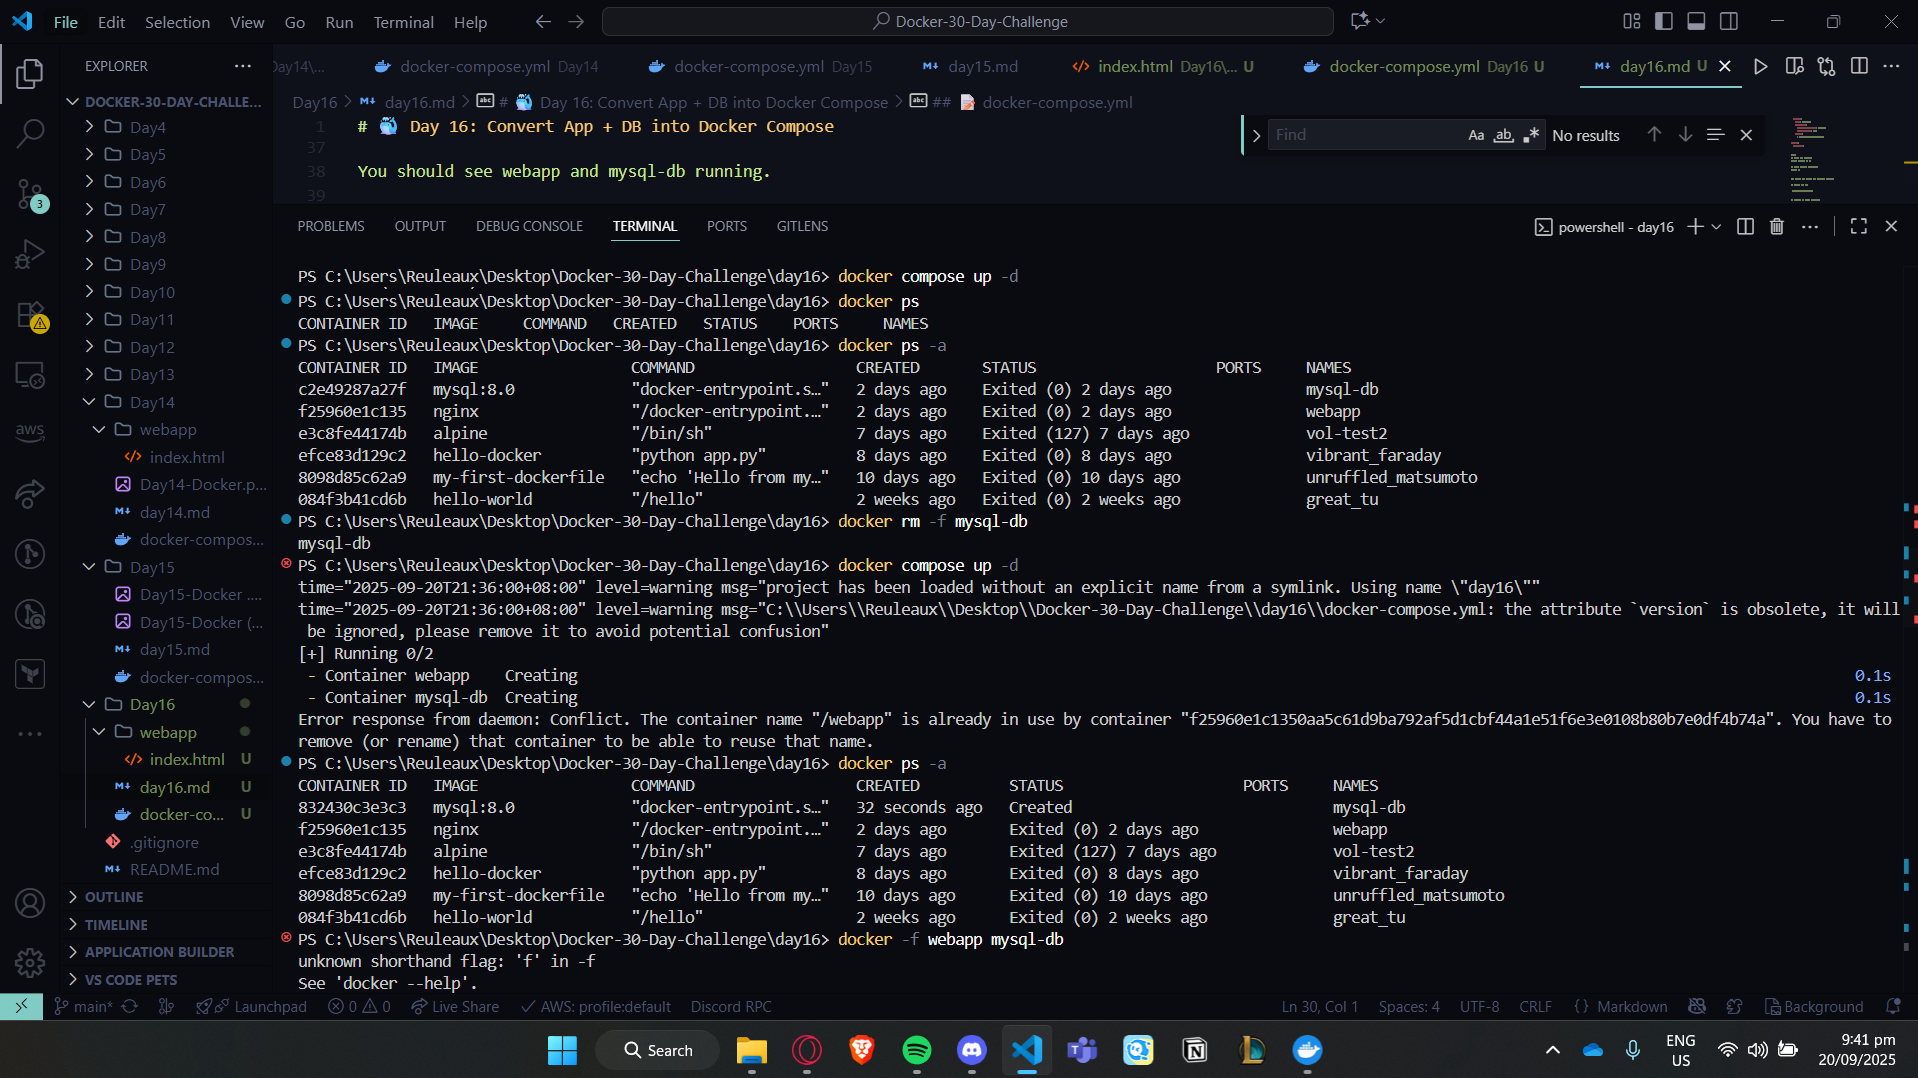 File Edit Selection View Go Run Terminal Help
Docker-30-Day-Challenge
EXPLORER
DOCKER-30-DAY-CHALLE...
Day4
Day5
Day6
Day7
Day8
Day9
Day10
Day11
Day12
Day13
Day14
webapp
index.html
Day14-Docker.p...
day14.md
docker-compos...
Day15
Day15-Docker ....
Day15-Docker (...
day15.md
docker-compos...
Day16
webapp
index.html U
day16.md U
docker-co... U
.gitignore
README.md
OUTLINE
TIMELINE
APPLICATION BUILDER
VS CODE PETS
3
aws
Day14\... docker-compose.yml Day14 docker-compose.yml Day15 day15.md index.html Day16\... U docker-compose.yml Day16 U day16.md U
Day16 > day16.md > # Day 16: Convert App + DB into Docker Compose > ## docker-compose.yml
1 # Day 16: Convert App + DB into Docker Compose
37
38 You should see webapp and mysql-db running.
39
Find Aa ab .* No results
PROBLEMS OUTPUT DEBUG CONSOLE TERMINAL PORTS GITLENS
powershell - day16
PS C:\Users\Reuleaux\Desktop\Docker-30-Day-Challenge\day16> docker compose up -d
PS C:\Users\Reuleaux\Desktop\Docker-30-Day-Challenge\day16> docker ps
CONTAINER ID IMAGE COMMAND CREATED STATUS PORTS NAMES
PS C:\Users\Reuleaux\Desktop\Docker-30-Day-Challenge\day16> docker ps -a
CONTAINER ID IMAGE COMMAND CREATED STATUS PORTS NAMES
c2e49287a27f mysql:8.0 "docker-entrypoint.s…" 2 days ago Exited (0) 2 days ago mysql-db
f25960e1c135 nginx "/docker-entrypoint.…" 2 days ago Exited (0) 2 days ago webapp
e3c8fe44174b alpine "/bin/sh" 7 days ago Exited (127) 7 days ago vol-test2
efce83d129c2 hello-docker "python app.py" 8 days ago Exited (0) 8 days ago vibrant_faraday
8098d85c62a9 my-first-dockerfile "echo 'Hello from my…" 10 days ago Exited (0) 10 days ago unruffled_matsumoto
084f3b41cd6b hello-world "/hello" 2 weeks ago Exited (0) 2 weeks ago great_tu
PS C:\Users\Reuleaux\Desktop\Docker-30-Day-Challenge\day16> docker rm -f mysql-db
mysql-db
PS C:\Users\Reuleaux\Desktop\Docker-30-Day-Challenge\day16> docker compose up -d
time="2025-09-20T21:36:00+08:00" level=warning msg="project has been loaded without an explicit name from a symlink. Using name \"day16\""
time="2025-09-20T21:36:00+08:00" level=warning msg="C:\\Users\\Reuleaux\\Desktop\\Docker-30-Day-Challenge\\day16\\docker-compose.yml: the attribute `version` is obsolete, it will
be ignored, please remove it to avoid potential confusion"
[+] Running 0/2
- Container webapp Creating 0.1s
- Container mysql-db Creating 0.1s
Error response from daemon: Conflict. The container name "/webapp" is already in use by container "f25960e1c1350aa5c61d9ba792af5d1cbf44a1e51f6e3e0108b80b7e0df4b74a". You have to
remove (or rename) that container to be able to reuse that name.
PS C:\Users\Reuleaux\Desktop\Docker-30-Day-Challenge\day16> docker ps -a
CONTAINER ID IMAGE COMMAND CREATED STATUS PORTS NAMES
832430c3e3c3 mysql:8.0 "docker-entrypoint.s…" 32 seconds ago Created mysql-db
f25960e1c135 nginx "/docker-entrypoint.…" 2 days ago Exited (0) 2 days ago webapp
e3c8fe44174b alpine "/bin/sh" 7 days ago Exited (127) 7 days ago vol-test2
efce83d129c2 hello-docker "python app.py" 8 days ago Exited (0) 8 days ago vibrant_faraday
8098d85c62a9 my-first-dockerfile "echo 'Hello from my…" 10 days ago Exited (0) 10 days ago unruffled_matsumoto
084f3b41cd6b hello-world "/hello" 2 weeks ago Exited (0) 2 weeks ago great_tu
PS C:\Users\Reuleaux\Desktop\Docker-30-Day-Challenge\day16> docker -f webapp mysql-db
unknown shorthand flag: 'f' in -f
See 'docker --help'.
main* Launchpad 0 0 Live Share AWS: profile:default Discord RPC Ln 30, Col 1 Spaces: 4 UTF-8 CRLF {} Markdown Background
Search
ENG
US
9:41 pm
20/09/2025